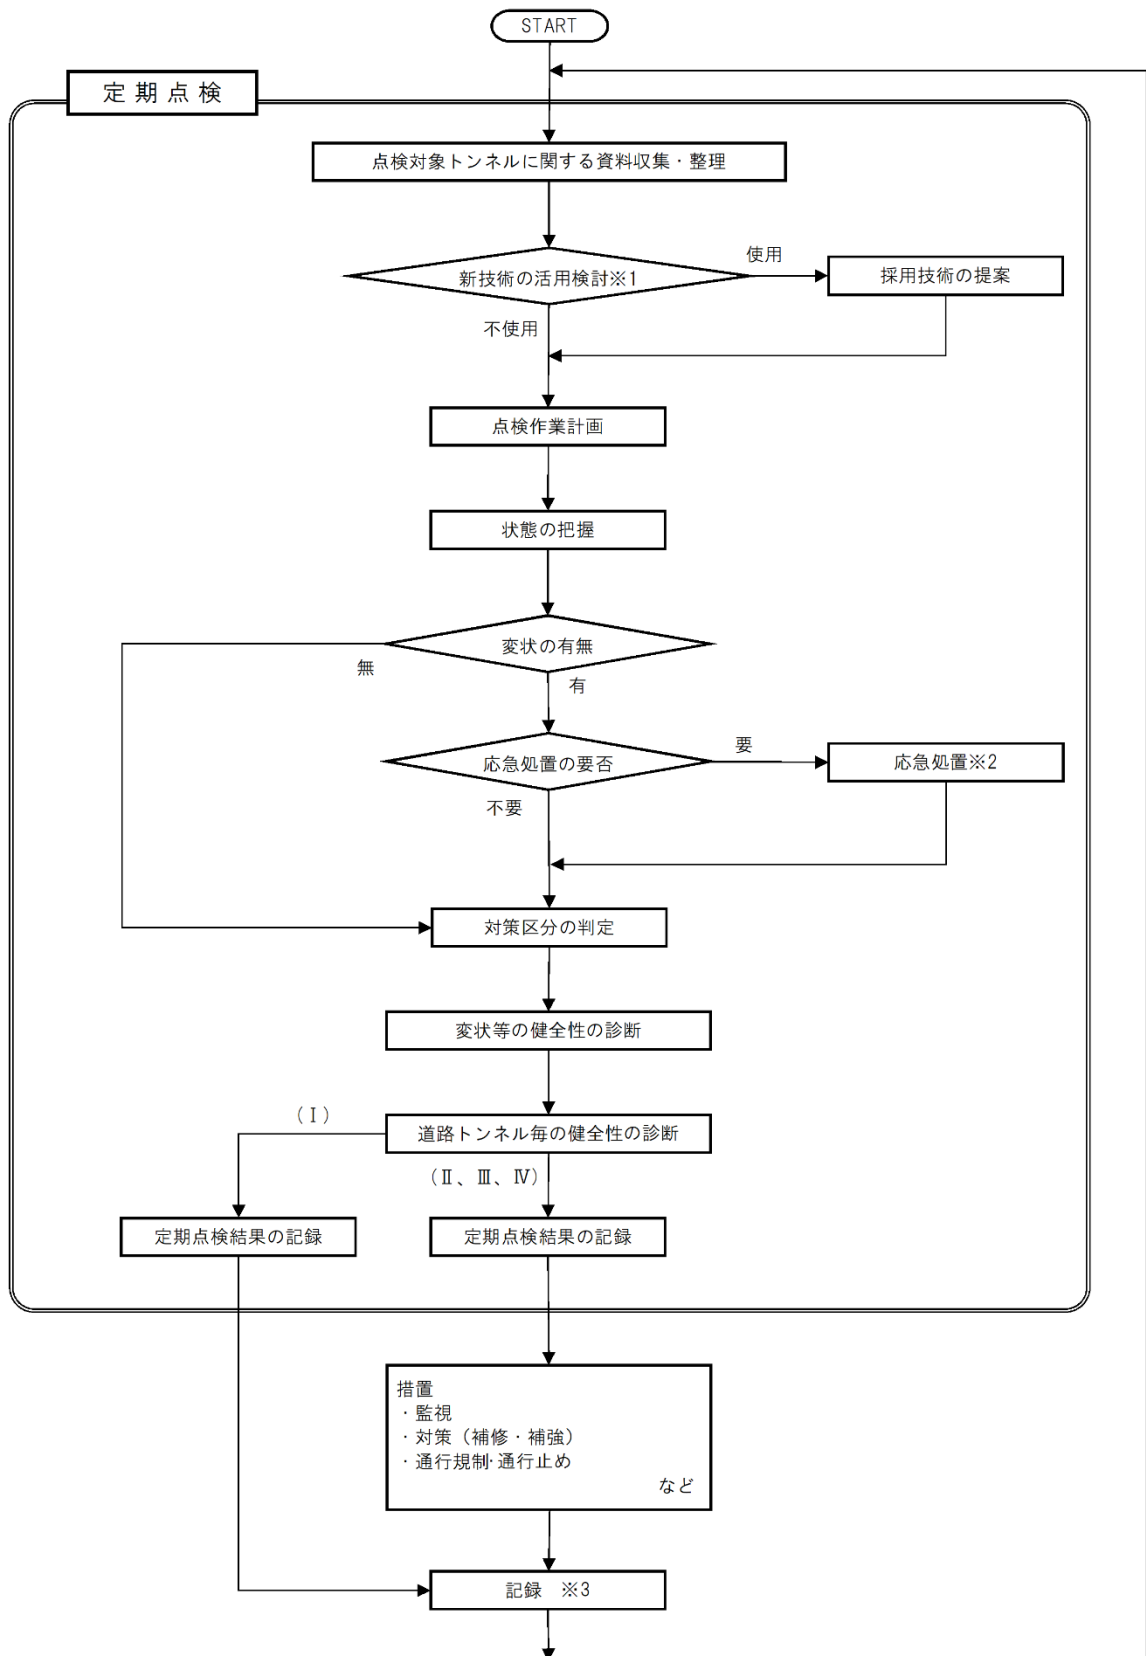 START
定期点検
点検対象トンネルに関する資料収集・整理
新技術の活用検討※1
使用
採用技術の提案
不使用
点検作業計画
状態の把握
変状の有無
無
有
応急処置の要否
要
応急処置※2
不要
対策区分の判定
変状等の健全性の診断
(Ⅰ)
道路トンネル毎の健全性の診断
(Ⅱ、Ⅲ、Ⅳ)
定期点検結果の記録
定期点検結果の記録
措置
・監視
・対策（補修・補強）
・通行規制・通行止め
など
記録 ※3